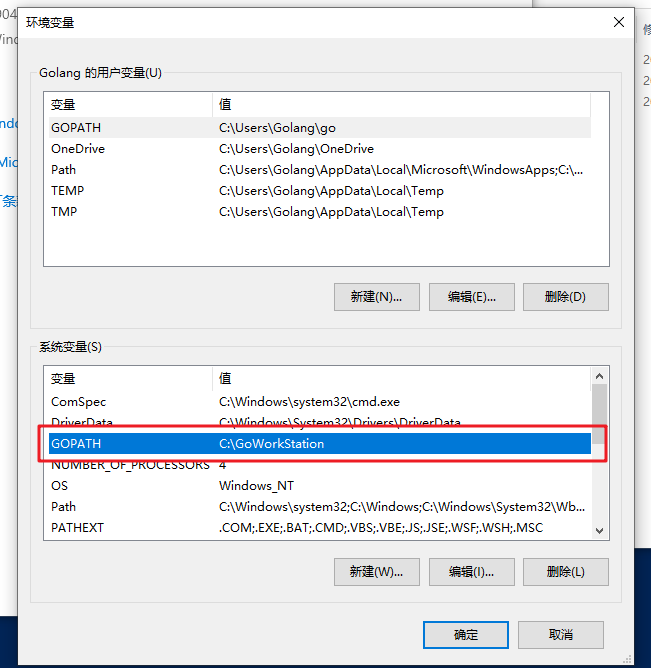 环境变量
Golang 的用户变量(U)
变量 值
GOPATH C:\Users\Golang\go
OneDrive C:\Users\Golang\OneDrive
Path C:\Users\Golang\AppData\Local\Microsoft\WindowsApps;C:\...
TEMP C:\Users\Golang\AppData\Local\Temp
TMP C:\Users\Golang\AppData\Local\Temp
新建(N)... 编辑(E)... 删除(D)
系统变量(S)
变量 值
ComSpec C:\Windows\system32\cmd.exe
DriverData C:\Windows\System32\Drivers\DriverData
GOPATH C:\GoWorkStation
NUMBER_OF_PROCESSORS 4
OS Windows_NT
Path C:\Windows\system32;C:\Windows;C:\Windows\System32\Wb...
PATHEXT .COM;.EXE;.BAT;.CMD;.VBS;.VBE;.JS;.JSE;.WSF;.WSH;.MSC
新建(W)... 编辑(I)... 删除(L)
确定 取消